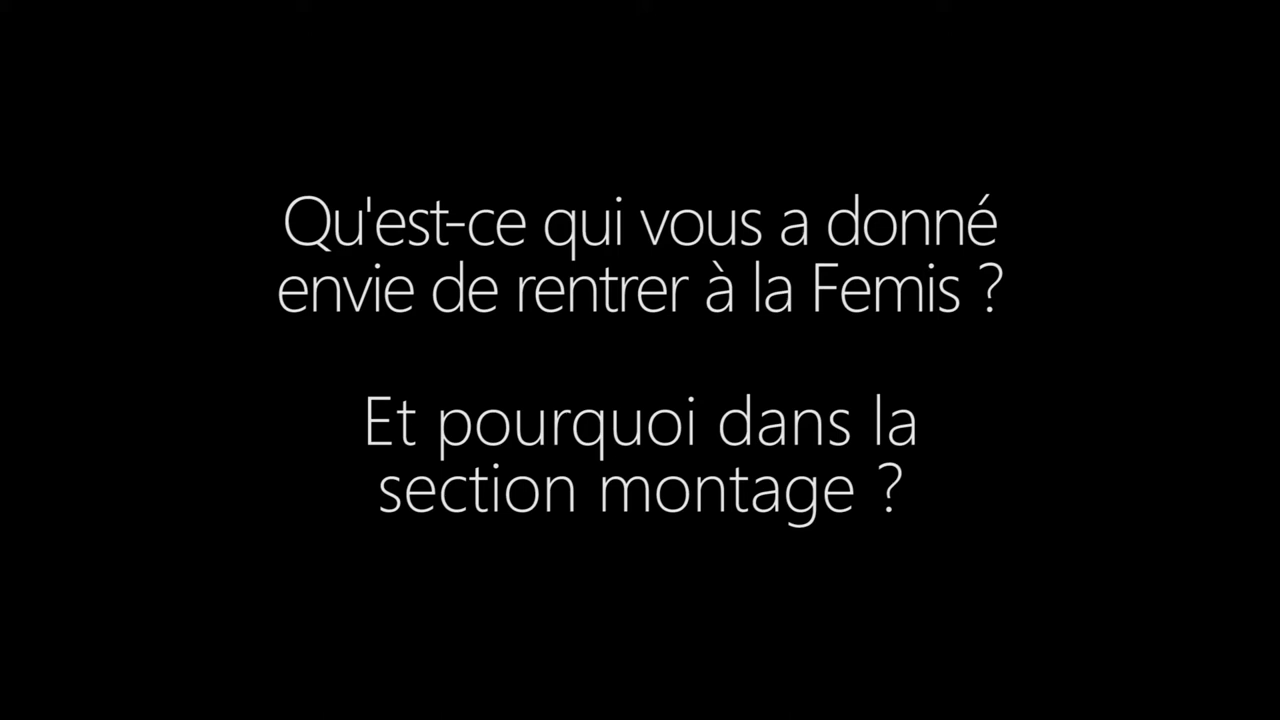 Qu'est-ce qui vous a donné
envie de rentrer à la Femis ?
Et pourquoi dans la
section montage ?